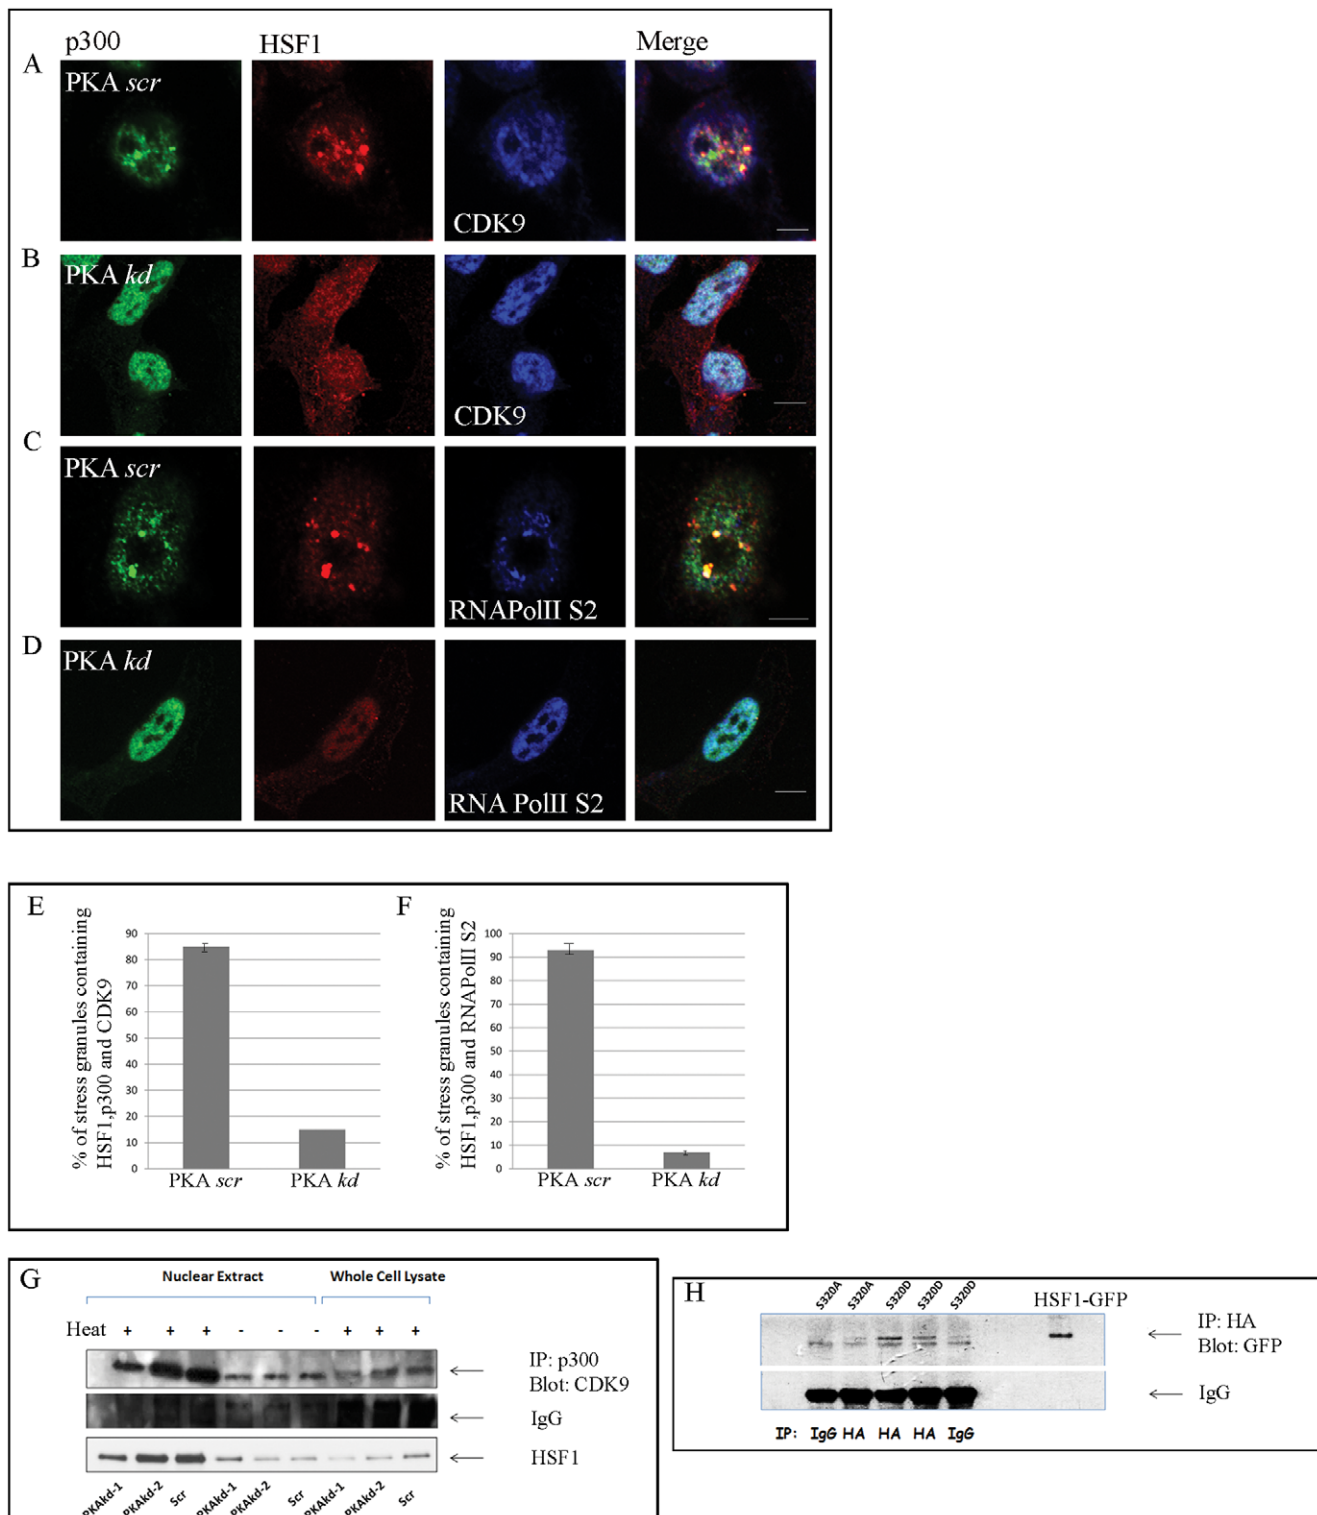 p300 HSF1 Merge
A
PKA scr
CDK9
B
PKA kd
CDK9
C
PKA scr
RNAPolII S2
D
PKA kd
RNA PolII S2
E
% of stress granules containing
HSF1,p300 and CDK9
90
80
70
60
50
40
30
20
10
0
PKA scr PKA kd
F
% of stress granules containing
HSF1,p300 and RNAPolII S2
100
90
80
70
60
50
40
30
20
10
0
PKA scr PKA kd
G
Nuclear Extract Whole Cell Lysate
Heat + + + - - - + + +
IP: p300
Blot: CDK9
IgG
HSF1
PKAkd-1 PKAkd-2 Scr PKAkd-1 PKAkd-2 Scr PKAkd-1 PKAkd-2 Scr
H
S320A S320A S320D S320D S320D HSF1-GFP
IP: HA
Blot: GFP
IgG
IP: IgG HA HA HA IgG